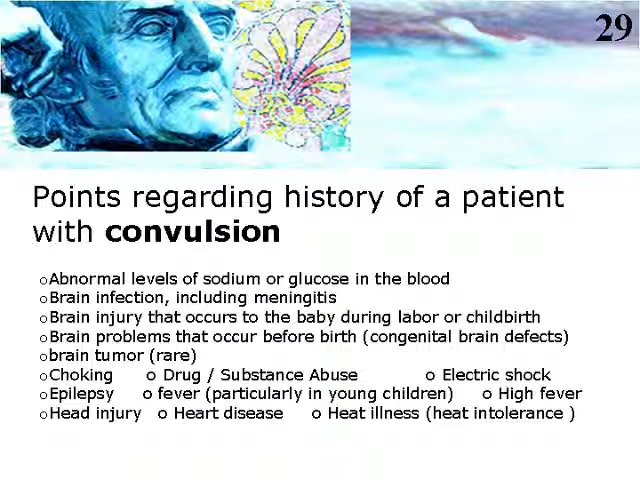 29
Points regarding history of a patient
with convulsion
oAbnormal levels of sodium or glucose in the blood
oBrain infection, including meningitis
oBrain injury that occurs to the baby during labor or childbirth
oBrain problems that occur before birth (congenital brain defects)
obrain tumor (rare)
oChoking o Drug / Substance Abuse o Electric shock
oEpilepsy o fever (particularly in young children) o High fever
oHead injury o Heart disease o Heat illness (heat intolerance )